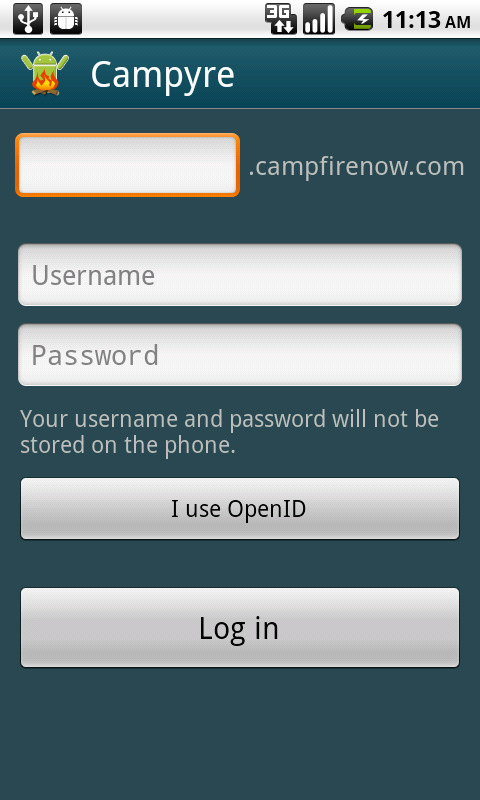 3G 11:13 AM
Campyre
.campfirenow.com
Username
Password
Your username and password will not be
stored on the phone.
I use OpenID
Log in